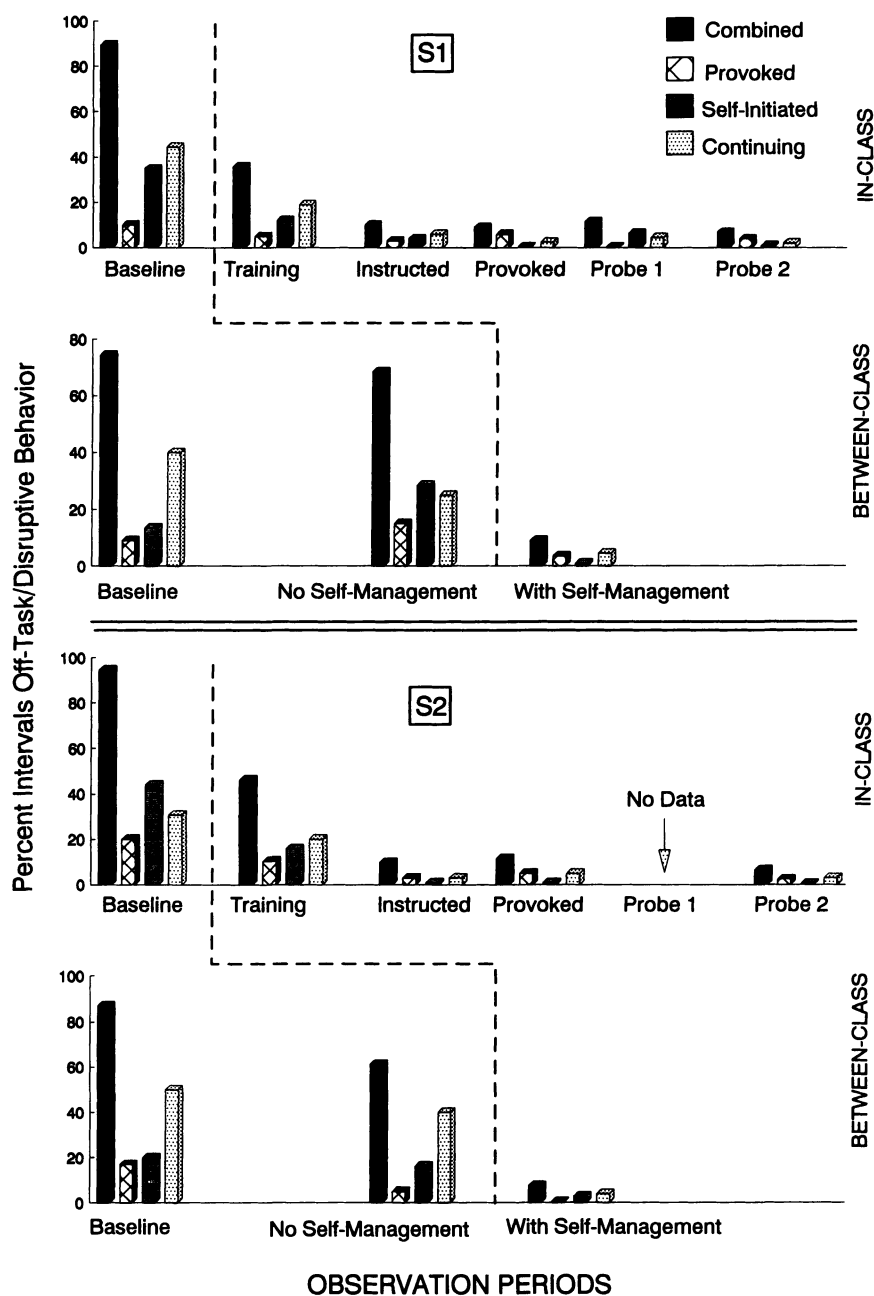 Percent Intervals Off-Task/Disruptive Behavior
100
80
60
40
20
0
S1
Combined
Provoked
Self-Initiated
Continuing
IN-CLASS
Baseline Training Instructed Provoked Probe 1 Probe 2
80
60
40
20
0
BETWEEN-CLASS
Baseline No Self-Management With Self-Management
100
80
60
40
20
0
S2
No Data
IN-CLASS
Baseline Training Instructed Provoked Probe 1 Probe 2
100
80
60
40
20
0
BETWEEN-CLASS
Baseline No Self-Management With Self-Management
OBSERVATION PERIODS